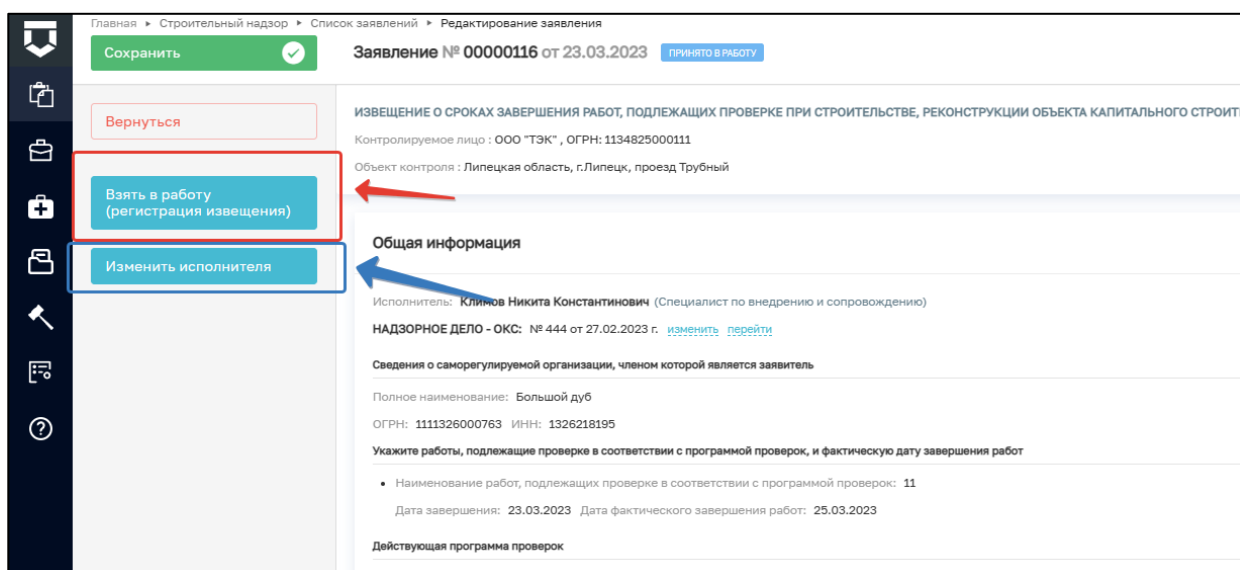 Главная ▸ Строительный надзор ▸ Список заявлений ▸ Редактирование заявления
Сохранить
Заявление № 00000116 от 23.03.2023 ПРИНЯТО В РАБОТУ
Вернуться
ИЗВЕЩЕНИЕ О СРОКАХ ЗАВЕРШЕНИЯ РАБОТ, ПОДЛЕЖАЩИХ ПРОВЕРКЕ ПРИ СТРОИТЕЛЬСТВЕ, РЕКОНСТРУКЦИИ ОБЪЕКТА КАПИТАЛЬНОГО СТРОИТ
Контролируемое лицо : ООО "ТЭК" , ОГРН: 1134825000111
Объект контроля : Липецкая область, г.Липецк, проезд Трубный
Взять в работу
(регистрация извещения)
Изменить исполнителя
Общая информация
Исполнитель: Климов Никита Константинович (Специалист по внедрению и сопровождению)
НАДЗОРНОЕ ДЕЛО - ОКС: № 444 от 27.02.2023 г. изменить перейти
Сведения о саморегулируемой организации, членом которой является заявитель
Полное наименование: Большой дуб
ОГРН: 1111326000763 ИНН: 1326218195
Укажите работы, подлежащие проверке в соответствии с программой проверок, и фактическую дату завершения работ
• Наименование работ, подлежащих проверке в соответствии с программой проверок: 11
Дата завершения: 23.03.2023 Дата фактического завершения работ: 25.03.2023
Действующая программа проверок